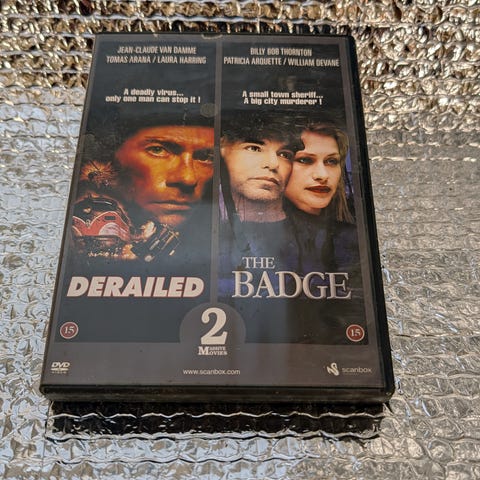 JEAN-CLAUDE VAN DAMME
TOMAS ARANA / LAURA HARRING
A deadly virus...
only one man can stop it !
DERAILED
15
BILLY BOB THORNTON
PATRICIA ARQUETTE / WILLIAM DEVANE
A small town sheriff...
A big city murderer !
THE
BADGE
15
2
MASSIVE
MOVIES
DVD
VIDEO
www.scanbox.com
scanbox